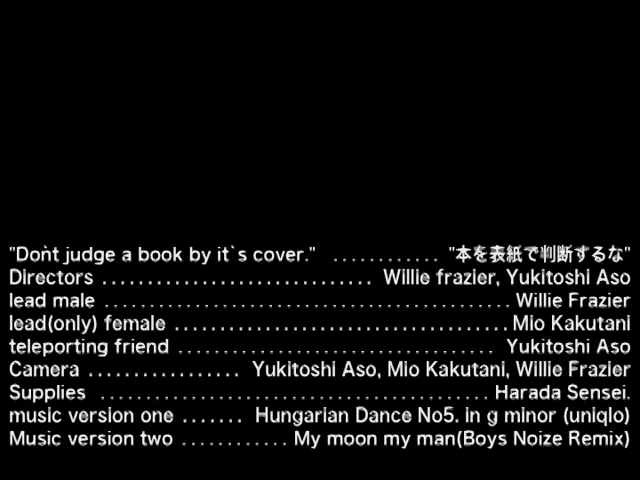 "Don`t judge a book by it`s cover." ............ "本を表紙で判断するな"
Directors .............................. Willie frazier, Yukitoshi Aso
lead male ............................................. Willie Frazier
lead(only) female ..................................... Mio Kakutani
teleporting friend ................................... Yukitoshi Aso
Camera ................. Yukitoshi Aso, Mio Kakutani, Willie Frazier
Supplies ........................................... Harada Sensei.
music version one ....... Hungarian Dance No5. in g minor (uniqlo)
Music version two ............ My moon my man(Boys Noize Remix)